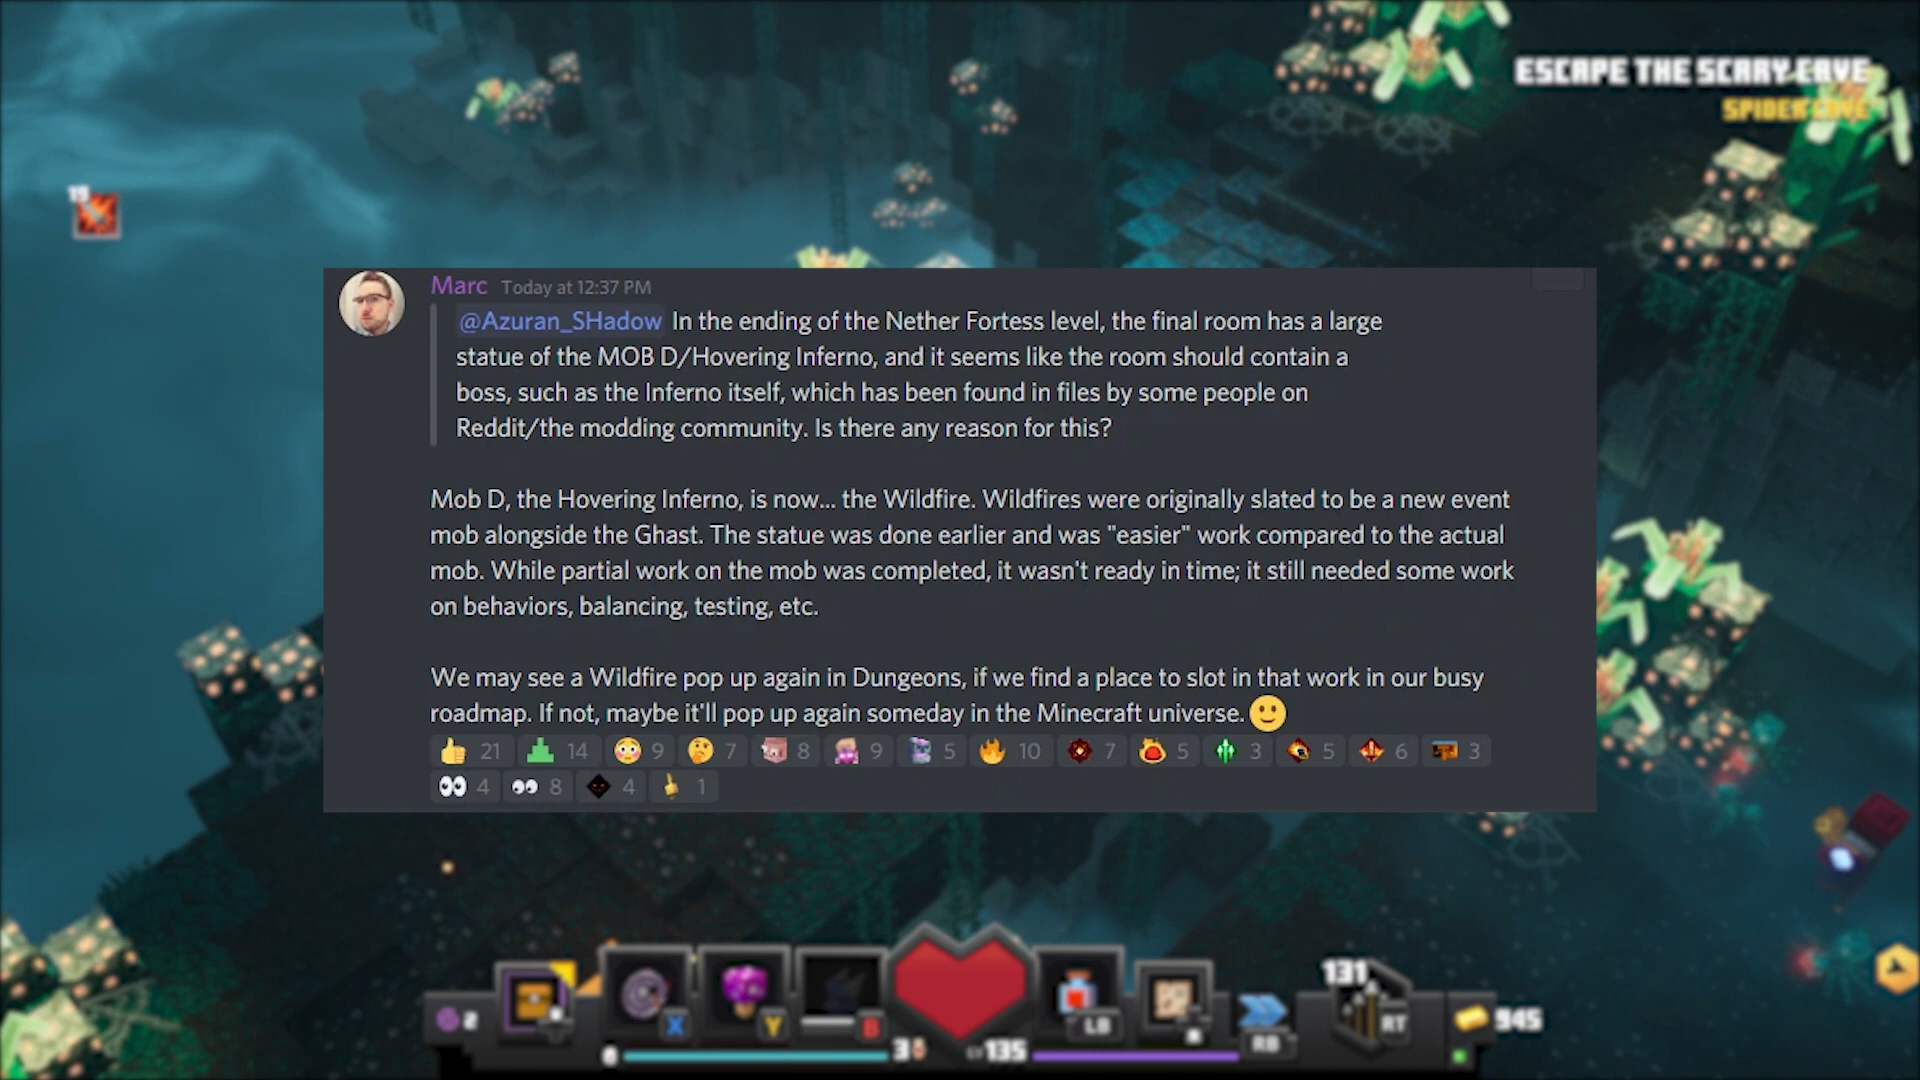 ESCAPE THE SCARY CAVE
SPIDER CAVE
15
Marc Today at 12:37 PM
@Azuran_SHadow In the ending of the Nether Fortess level, the final room has a large
statue of the MOB D/Hovering Inferno, and it seems like the room should contain a
boss, such as the Inferno itself, which has been found in files by some people on
Reddit/the modding community. Is there any reason for this?
Mob D, the Hovering Inferno, is now... the Wildfire. Wildfires were originally slated to be a new event
mob alongside the Ghast. The statue was done earlier and was "easier" work compared to the actual
mob. While partial work on the mob was completed, it wasn't ready in time; it still needed some work
on behaviors, balancing, testing, etc.
We may see a Wildfire pop up again in Dungeons, if we find a place to slot in that work in our busy
roadmap. If not, maybe it'll pop up again someday in the Minecraft universe.
21 14 9 7 8 9 5 10 7 5 3 5 6 3
4 8 4 1
131
2 X Y B LB RB RT 945
3 LV 135